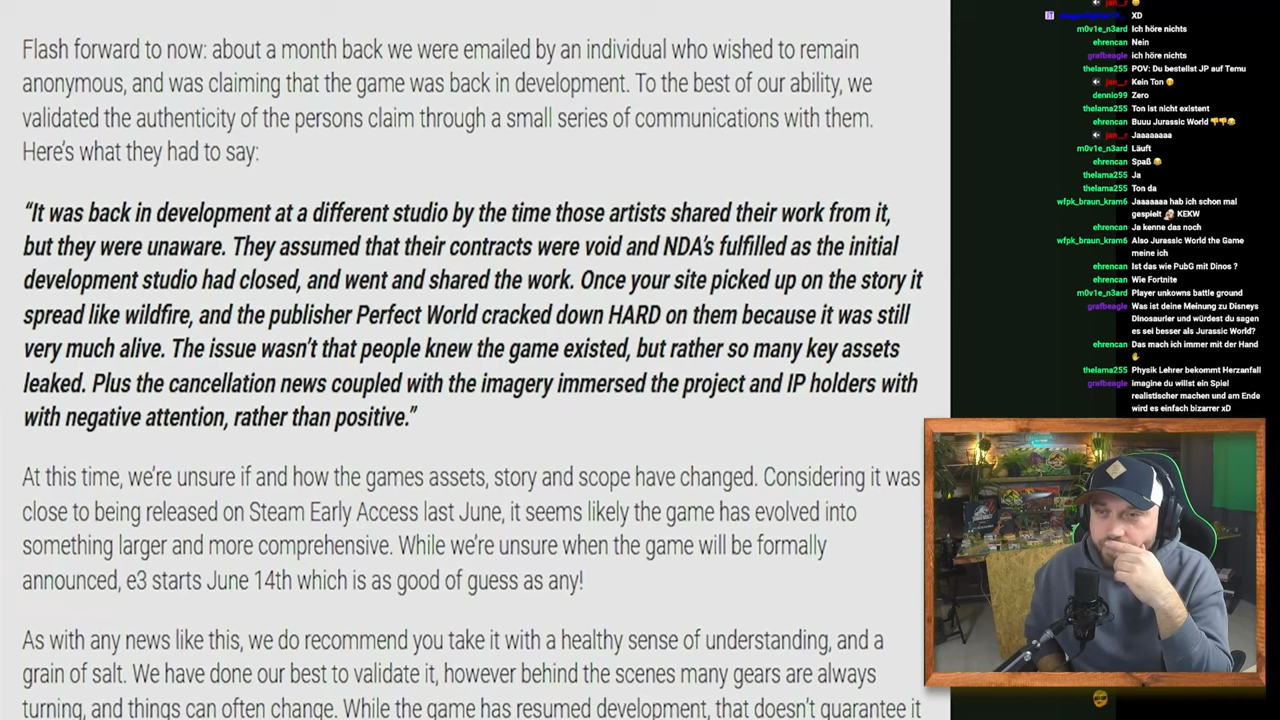 Flash forward to now: about a month back we were emailed by an individual who wished to remain
anonymous, and was claiming that the game was back in development. To the best of our ability, we
validated the authenticity of the persons claim through a small series of communications with them.
Here's what they had to say:
“It was back in development at a different studio by the time those artists shared their work from it,
but they were unaware. They assumed that their contracts were void and NDA's fulfilled as the initial
development studio had closed, and went and shared the work. Once your site picked up on the story it
spread like wildfire, and the publisher Perfect World cracked down HARD on them because it was still
very much alive. The issue wasn't that people knew the game existed, but rather so many key assets
leaked. Plus the cancellation news coupled with the imagery immersed the project and IP holders with
with negative attention, rather than positive.”
At this time, we're unsure if and how the games assets, story and scope have changed. Considering it was
close to being released on Steam Early Access last June, it seems likely the game has evolved into
something larger and more comprehensive. While we're unsure when the game will be formally
announced, e3 starts June 14th which is as good of guess as any!
As with any news like this, we do recommend you take it with a healthy sense of understanding, and a
grain of salt. We have done our best to validate it, however behind the scenes many gears are always
turning, and things can often change. While the game has resumed development, that doesn't guarantee it
jan__r
XD
m0v1e_n3ard Ich höre nichts
ehrencan Nein
grafbeagle ich höre nichts
thelama255 POV: Du bestellst JP auf Temu
jan__r Kein Ton
dennio99 Zero
thelama255 Ton ist nicht existent
ehrencan Buuu Jurassic World 👎👎😂
jan__r Jaaaaaaa
m0v1e_n3ard Läuft
ehrencan Spaß 😂
thelama255 Ja
thelama255 Ton da
wfpk_braun_kram6 Jaaaaaaa hab ich schon mal
gespielt KEKW
ehrencan Ja kenne das noch
wfpk_braun_kram6 Also Jurassic World the Game
meine ich
ehrencan Ist das wie PubG mit Dinos ?
ehrencan Wie Fortnite
m0v1e_n3ard Player unkowns battle ground
grafbeagle Was ist deine Meinung zu Disneys
DInosaurier und würdest du sagen
es sei besser als Jurassic World?
ehrencan Das mach ich immer mit der Hand
✋
thelama255 Physik Lehrer bekommt Herzanfall
grafbeagle imagine du willst ein Spiel
realistischer machen und am Ende
wird es einfach bizarrer xD